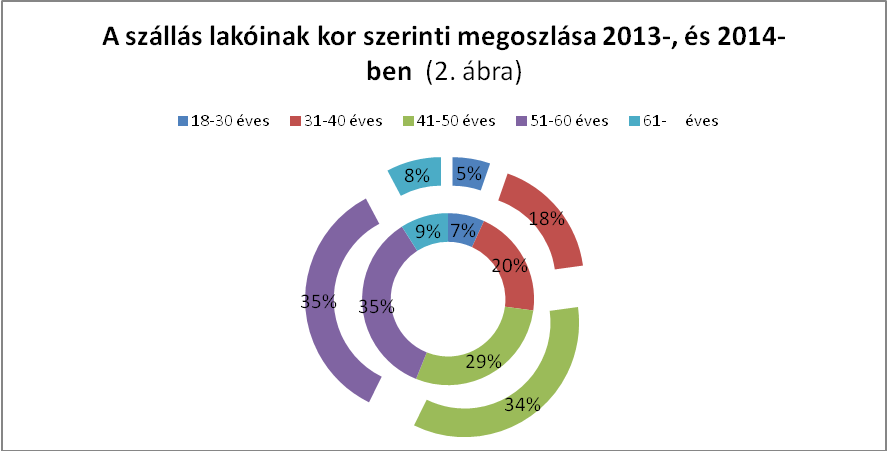 A szállás lakóinak kor szerinti megoszlása 2013-, és 2014-
ben (2. ábra)
18-30 éves 31-40 éves 41-50 éves 51-60 éves 61- éves
8% 5%
18%
9% 7%
20%
35% 35%
29%
34%